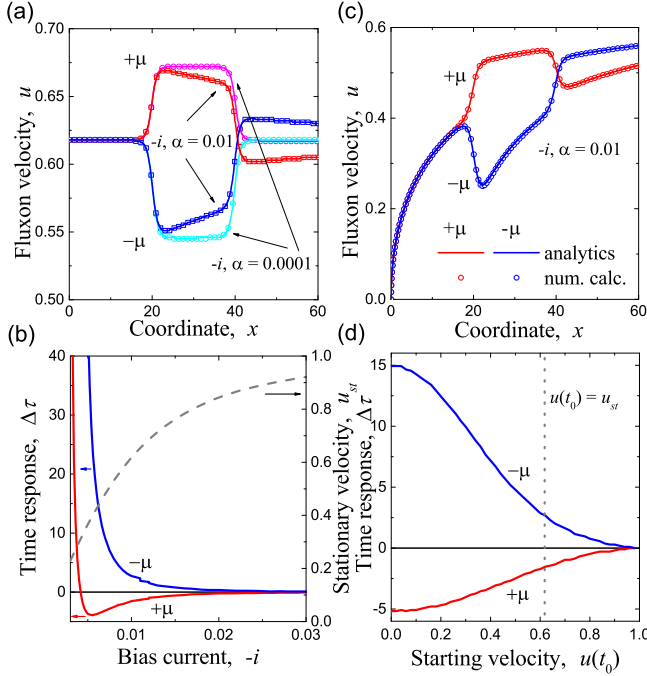 (a)
0.70
0.65
0.60
0.55
0.50
Fluxon velocity, u
+μ
-i, α = 0.01
−μ
-i, α = 0.0001
0 20 40 60
Coordinate, x
(c)
0.8
0.6
0.4
0.2
0.0
Fluxon velocity, u
+μ
−μ
-i, α = 0.01
+μ -μ
analytics
num. calc.
0 20 40 60
Coordinate, x
(b)
40
30
20
10
0
Time response, Δτ
−μ
+μ
0.01 0.02 0.03
Bias current, -i
1.0
0.8
0.6
0.4
0.2
0.0
Stationary velocity, u_st
(d)
15
10
5
0
-5
Time response, Δτ
u(t₀) = u_st
−μ
+μ
0.0 0.2 0.4 0.6 0.8 1.0
Starting velocity, u(t₀)